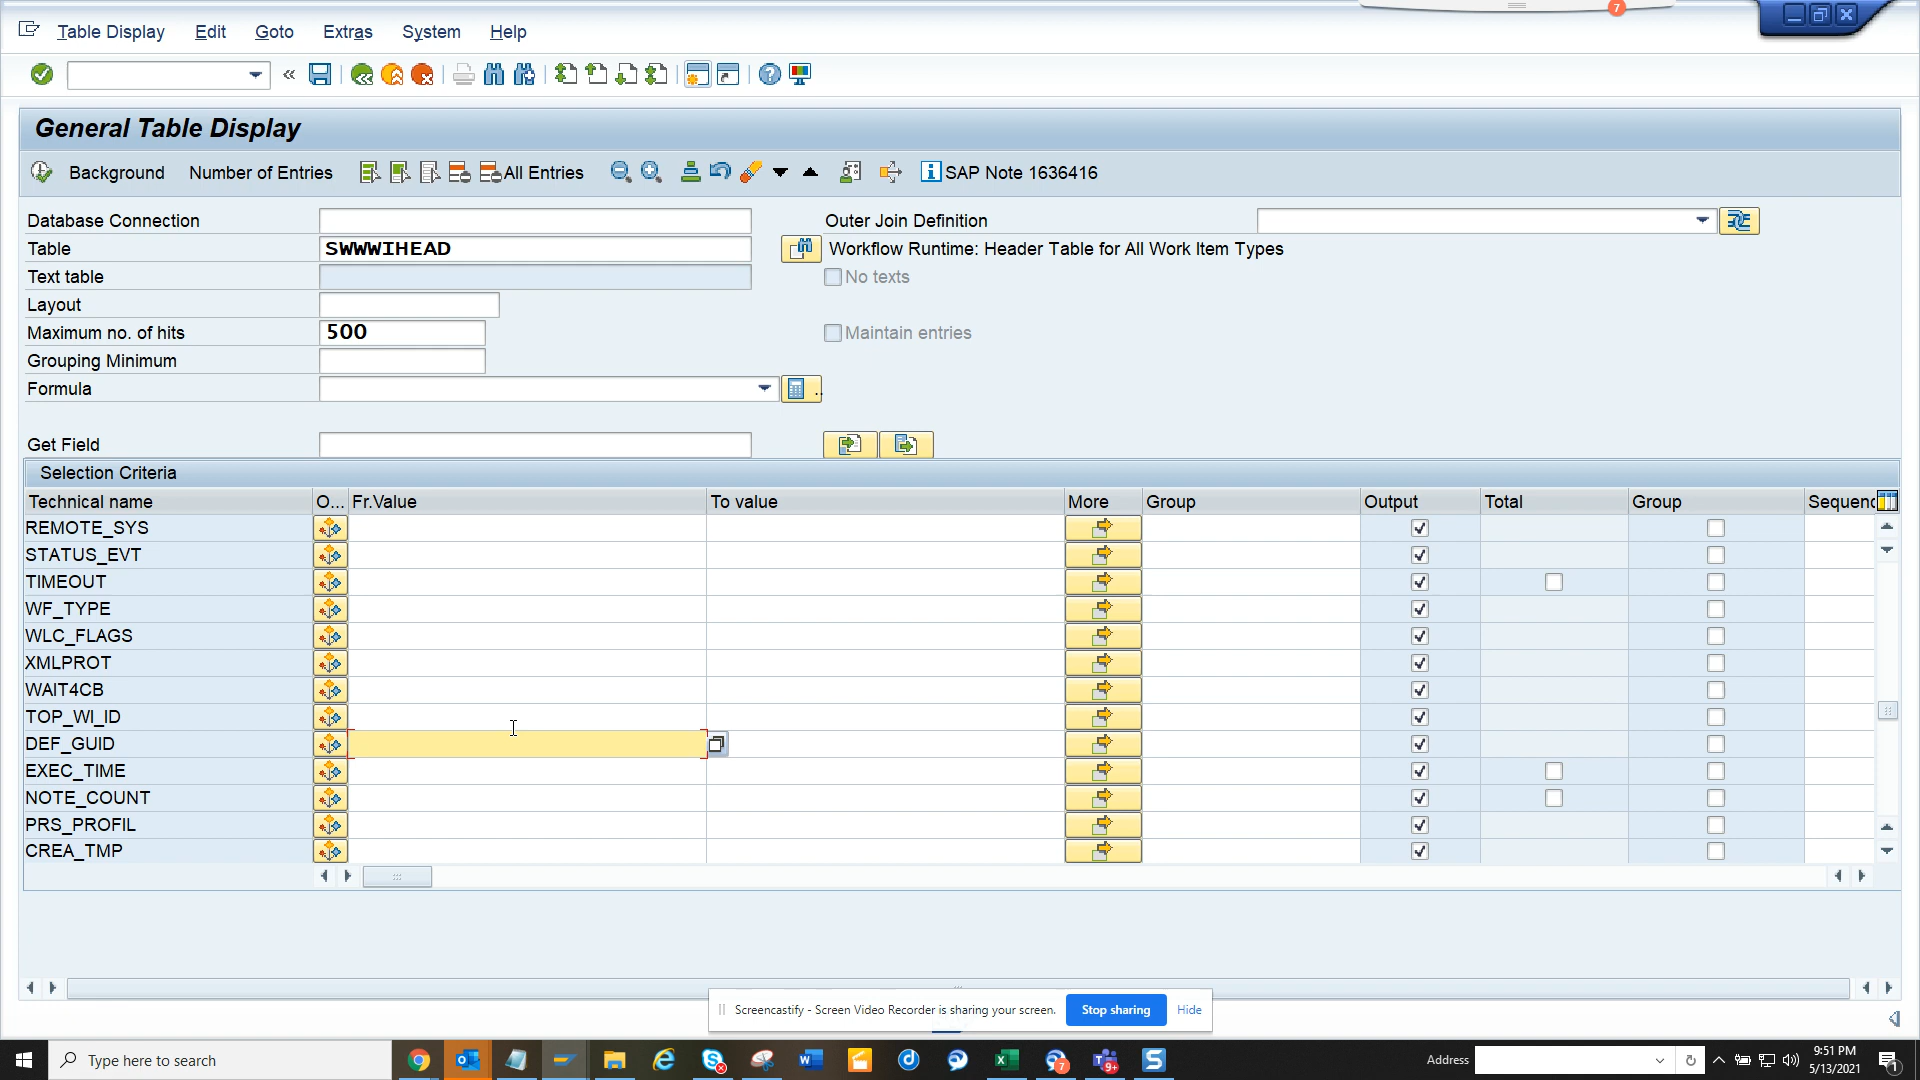 7
Table Display Edit Goto Extras System Help
General Table Display
Background Number of Entries All Entries SAP Note 1636416
Database Connection Outer Join Definition
Table SWWWIHEAD Workflow Runtime: Header Table for All Work Item Types
Text table No texts
Layout
Maximum no. of hits 500 Maintain entries
Grouping Minimum
Formula ..
Get Field
Selection Criteria
Technical name O... Fr.Value To value More Group Output Total Group Sequenc
REMOTE_SYS
STATUS_EVT
TIMEOUT
WF_TYPE
WLC_FLAGS
XMLPROT
WAIT4CB
TOP_WI_ID
DEF_GUID
EXEC_TIME
NOTE_COUNT
PRS_PROFIL
CREA_TMP
Screencastify - Screen Video Recorder is sharing your screen. Stop sharing Hide
Type here to search 7 9+ Address 9:51 PM
5/13/2021 1